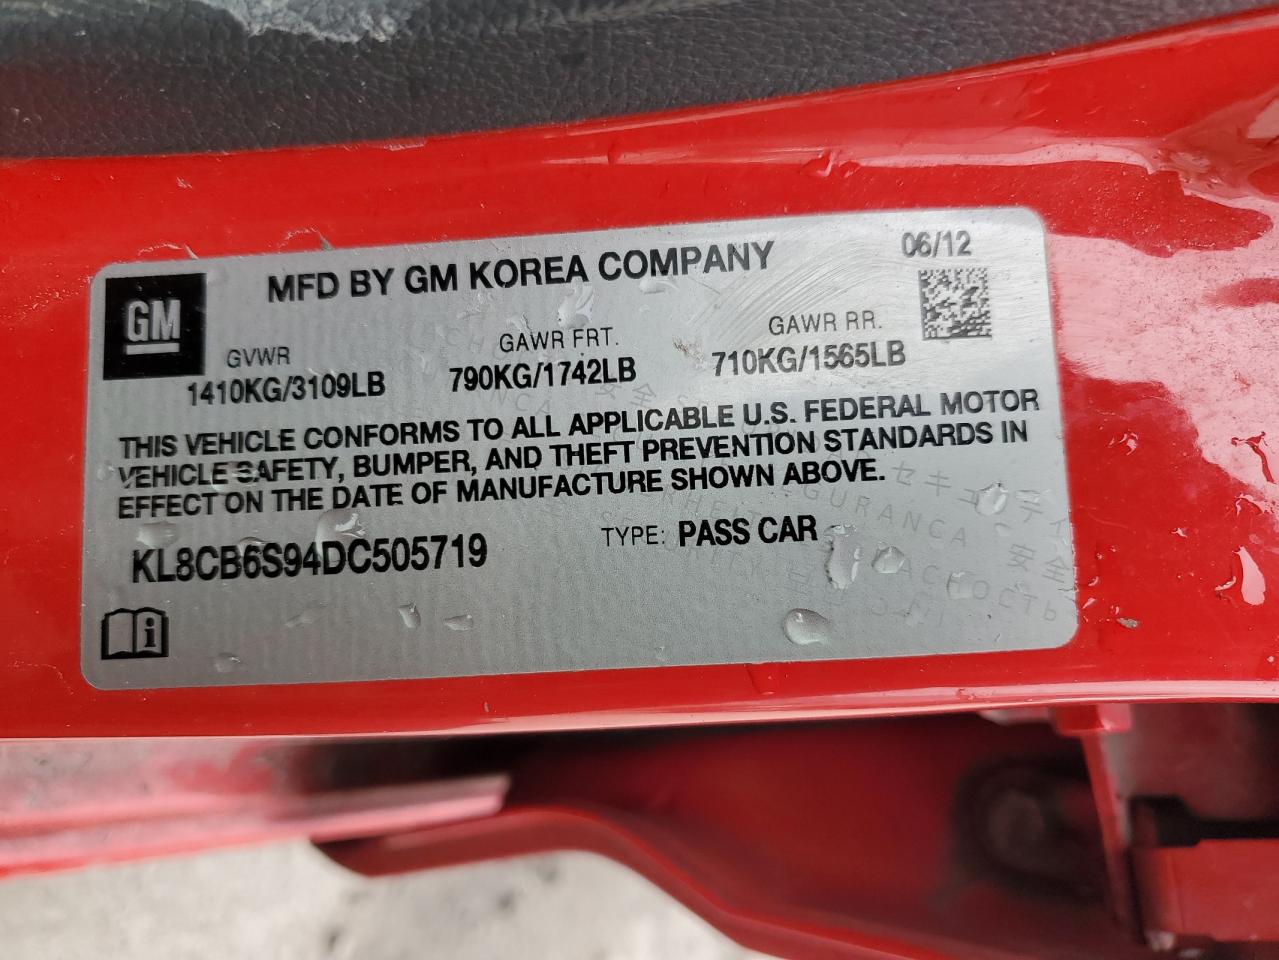 MFD BY GM KOREA COMPANY
06/12
GM
GVWR
GAWR FRT.
GAWR RR.
1410KG/3109LB
790KG/1742LB
710KG/1565LB
THIS VEHICLE CONFORMS TO ALL APPLICABLE U.S. FEDERAL MOTOR
VEHICLE SAFETY, BUMPER, AND THEFT PREVENTION STANDARDS IN
EFFECT ON THE DATE OF MANUFACTURE SHOWN ABOVE.
KL8CB6S94DC505719
TYPE: PASS CAR
i